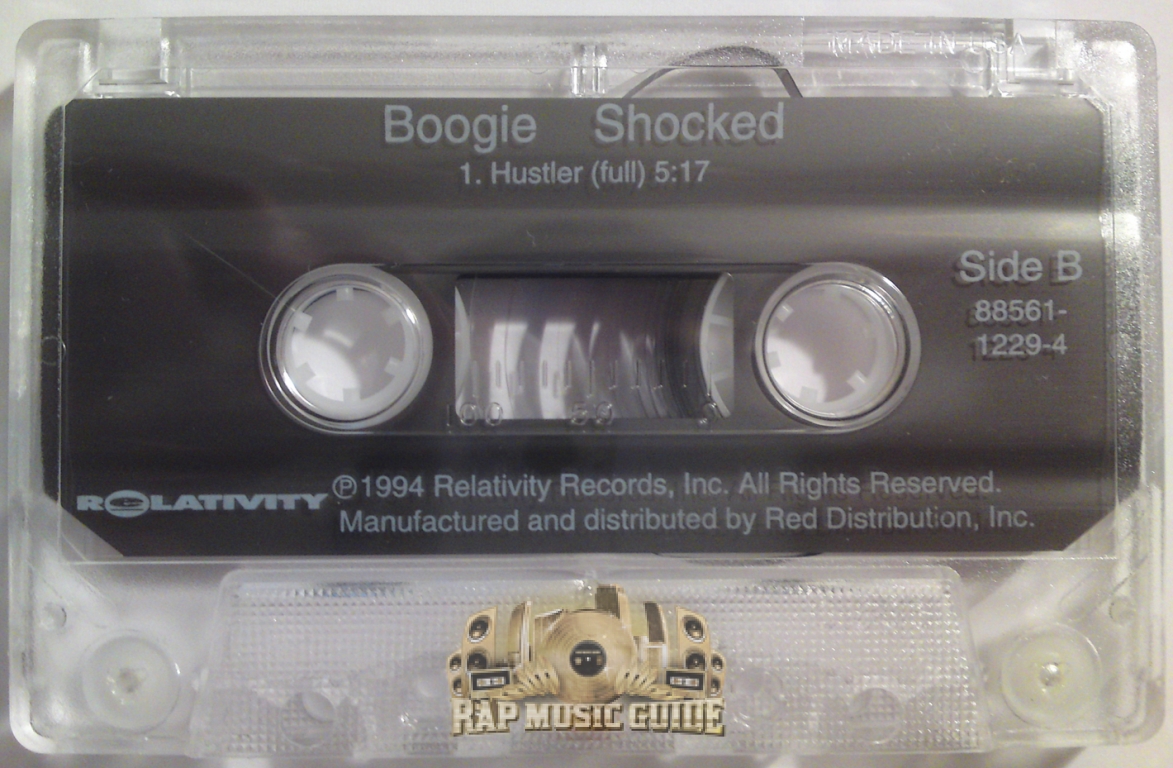 MADE IN USA
Boogie Shocked
1. Hustler (full) 5:17
Side B
88561-
1229-4
100 50 0
RELATIVITY
℗1994 Relativity Records, Inc. All Rights Reserved.
Manufactured and distributed by Red Distribution, Inc.
RAP MUSIC GUIDE